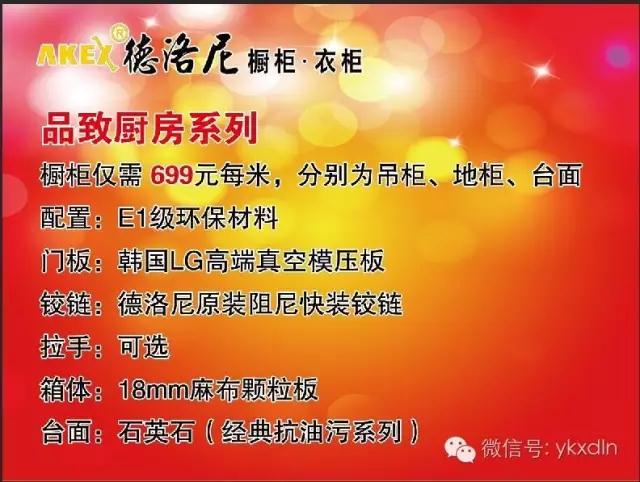 AKEX® 德洛尼 橱柜·衣柜
品致厨房系列
橱柜仅需 699元每米，分别为吊柜、地柜、台面
配置：E1级环保材料
门板：韩国LG高端真空模压板
铰链：德洛尼原装阻尼快装铰链
拉手：可选
箱体：18mm麻布颗粒板
台面：石英石（经典抗油污系列）
微信号: ykxdln